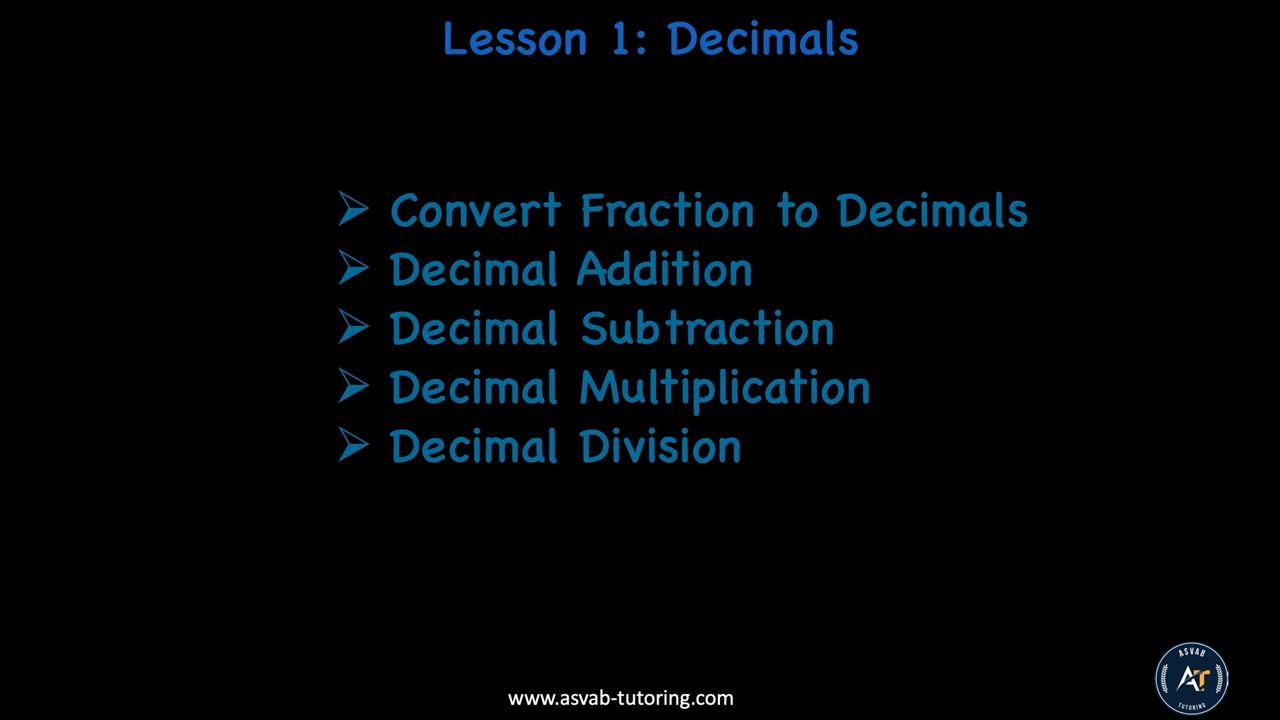 Lesson 1: Decimals
➢ Convert Fraction to Decimals
➢ Decimal Addition
➢ Decimal Subtraction
➢ Decimal Multiplication
➢ Decimal Division
www.asvab-tutoring.com
ASVAB
AT
TUTORING